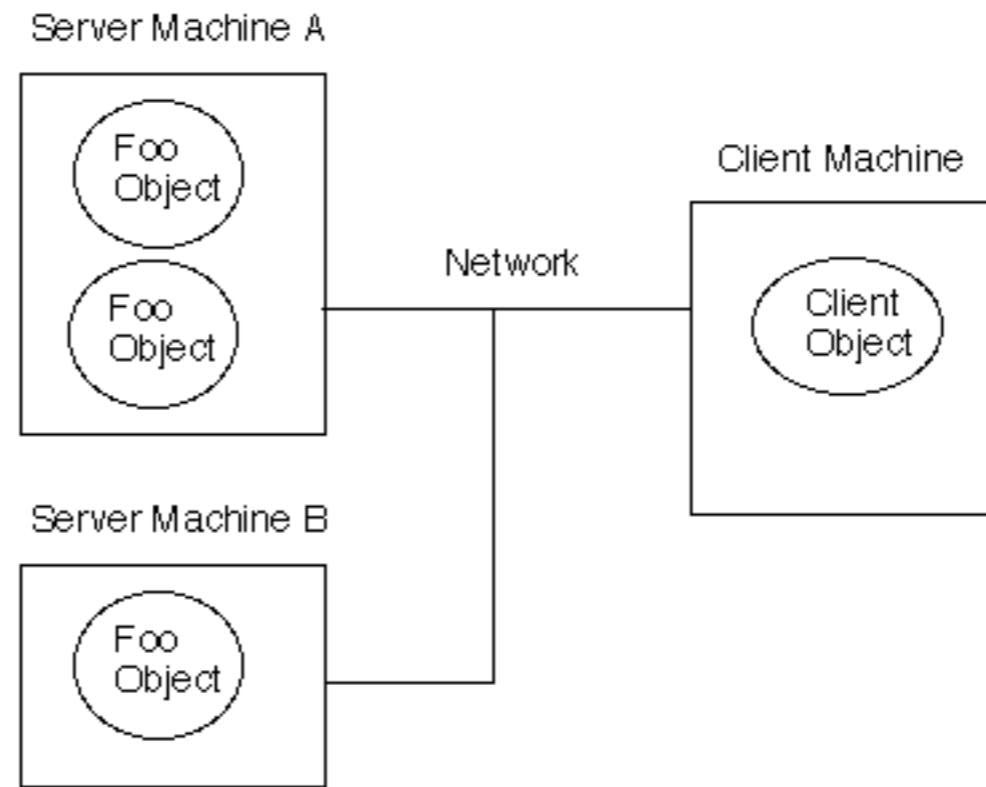 Server Machine A
Foo
Object
Foo
Object
Network
Client Machine
Client
Object
Server Machine B
Foo
Object